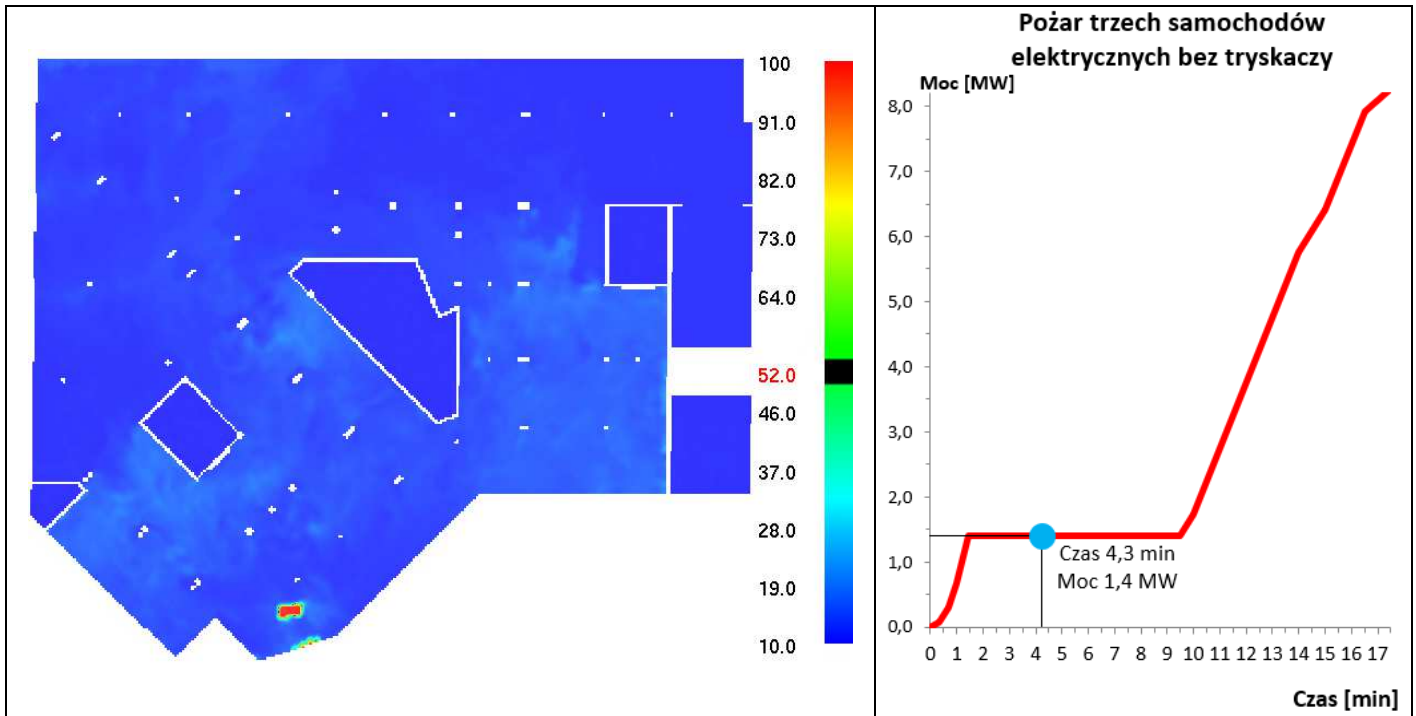 100
91.0
82.0
73.0
64.0
52.0
46.0
37.0
28.0
19.0
10.0
Pożar trzech samochodów
elektrycznych bez tryskaczy
Moc [MW]
8,0
7,0
6,0
5,0
4,0
3,0
2,0
1,0
0,0
Czas 4,3 min
Moc 1,4 MW
0 1 2 3 4 5 6 7 8 9 10 11 12 13 14 15 16 17
Czas [min]